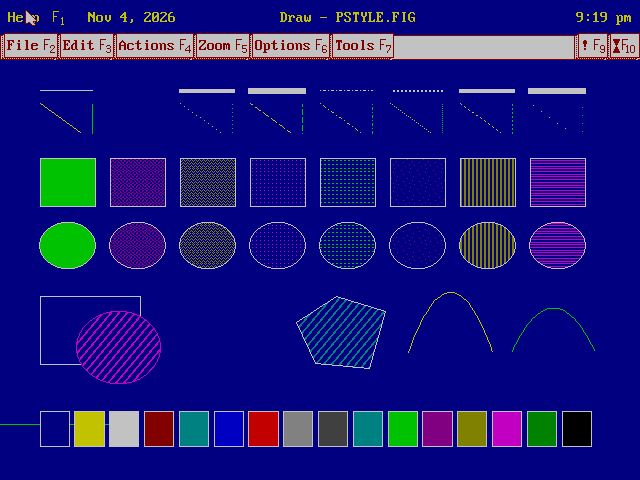 Help F1 Nov 4, 2026 Draw - PSTYLE.FIG 9:19 pm
File F2 Edit F3 Actions F4 Zoom F5 Options F6 Tools F7 ! F9 F10